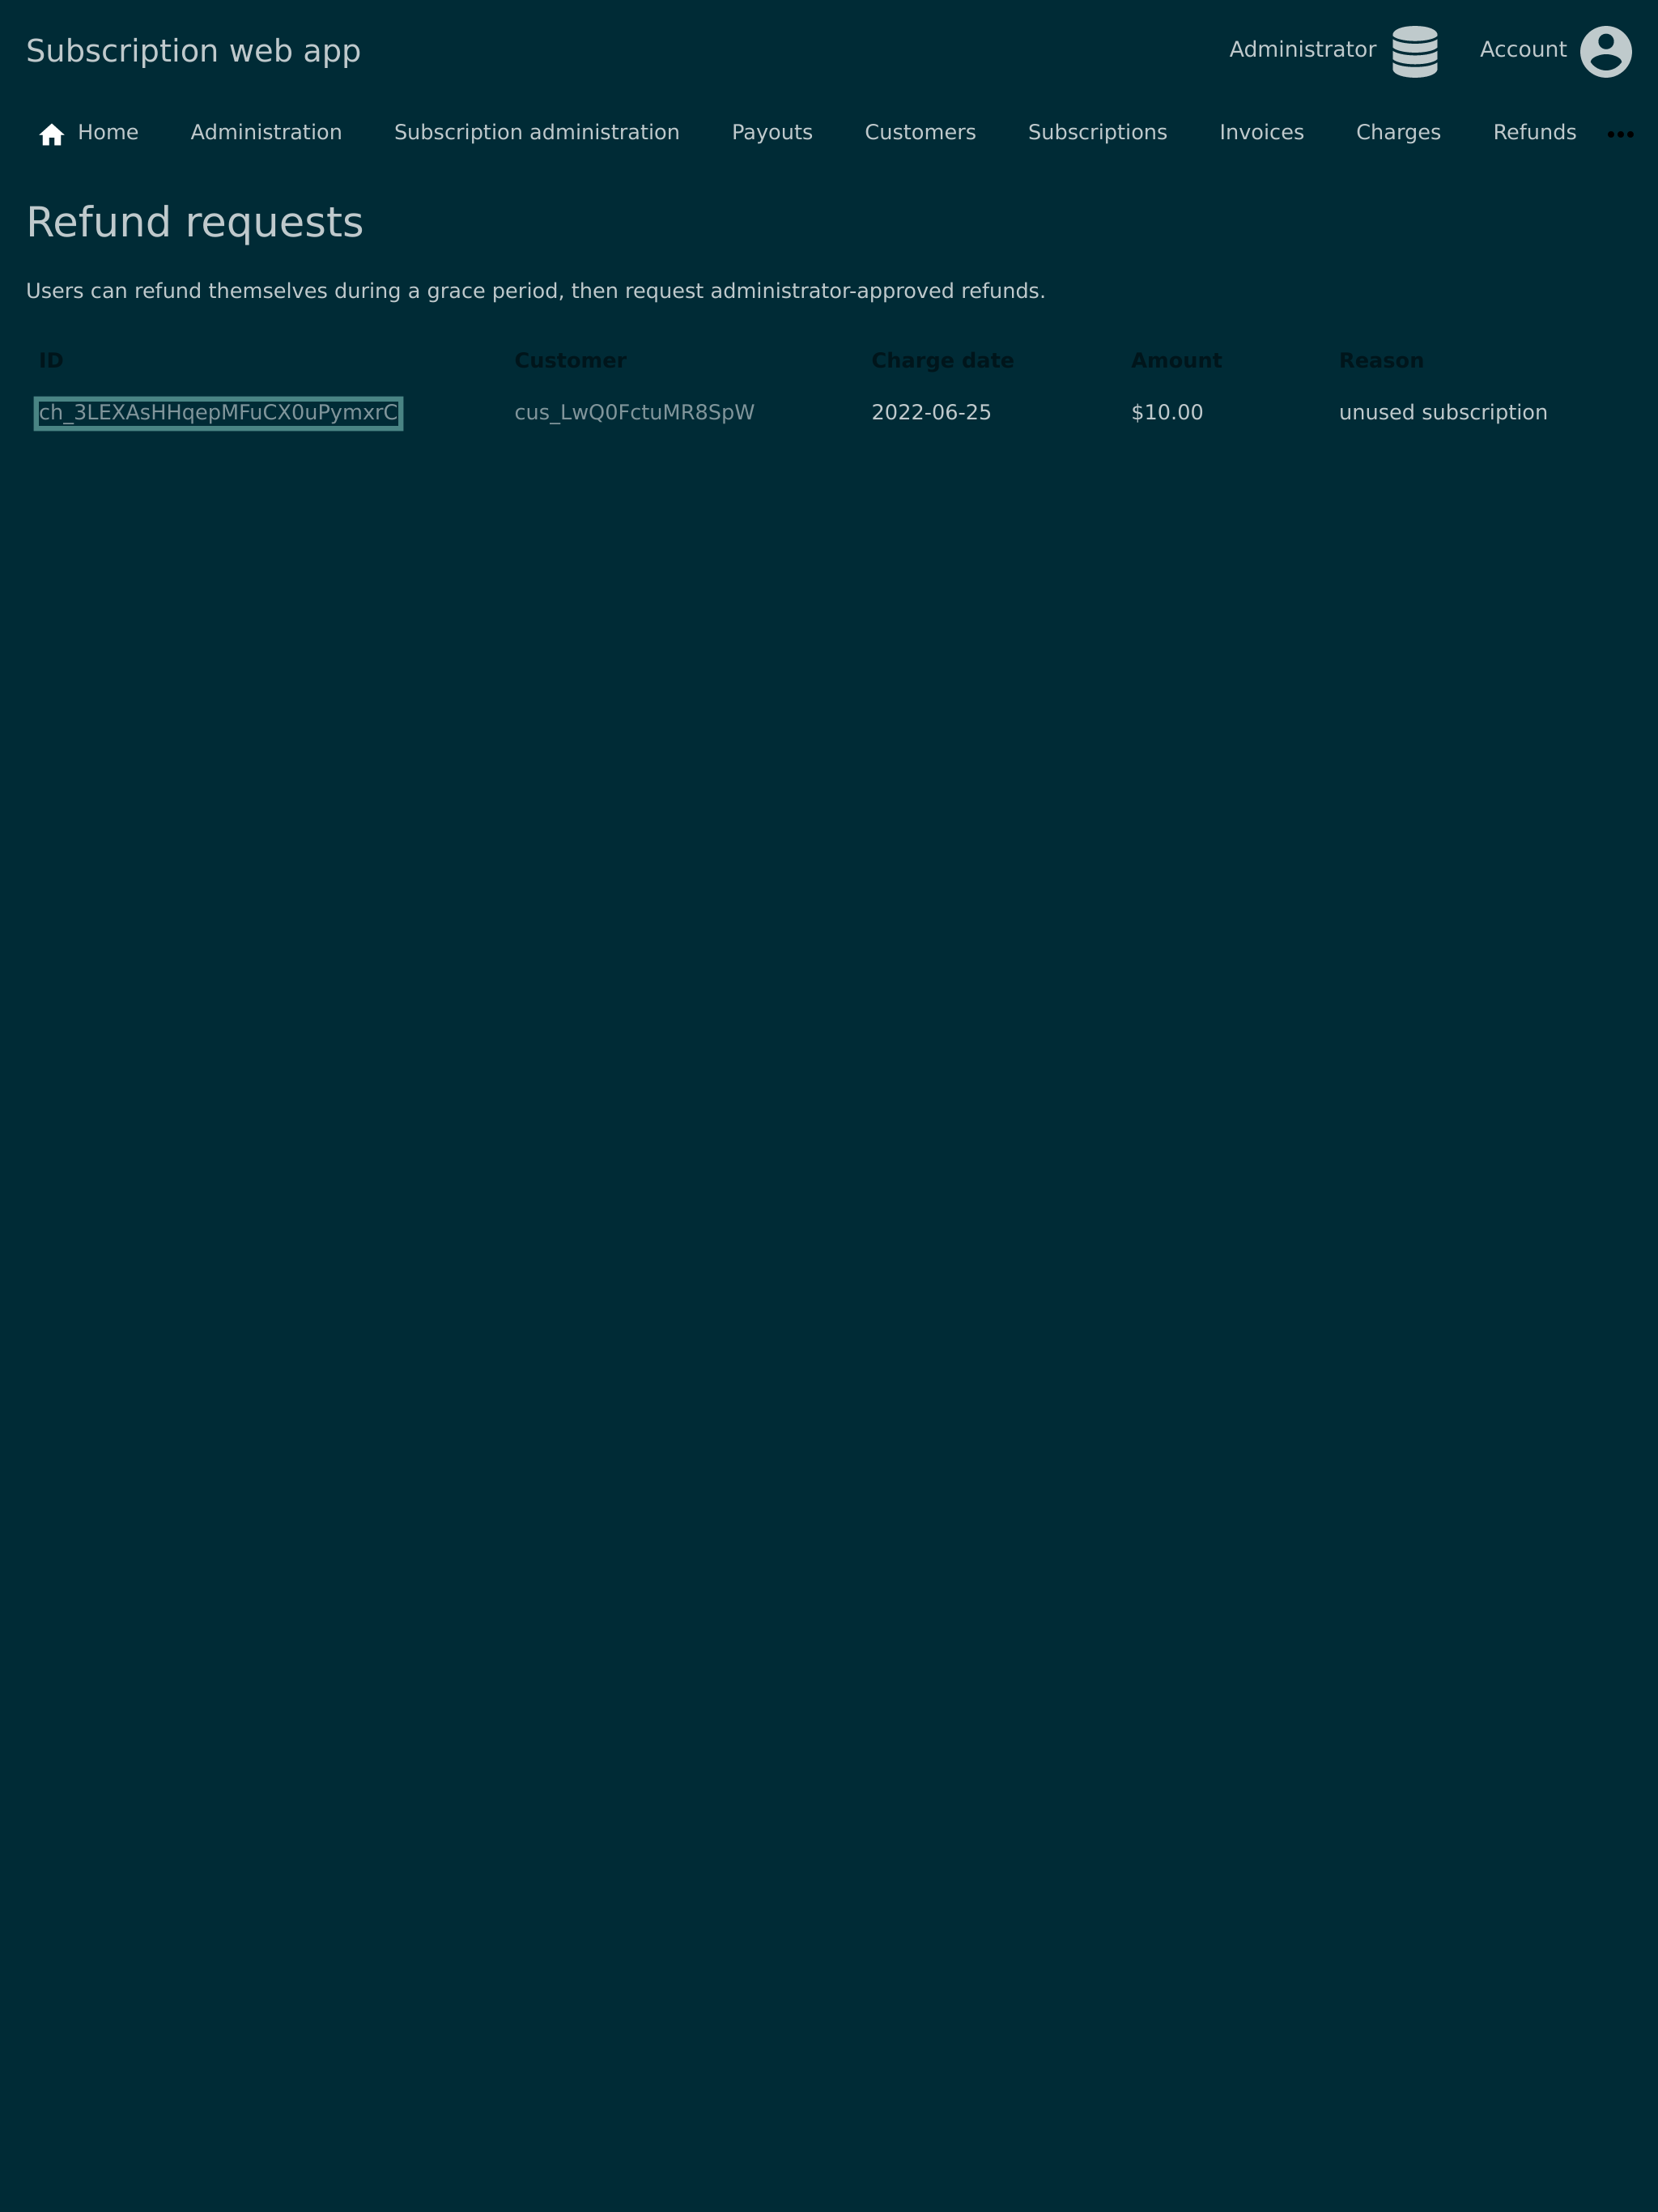 Subscription web app
Administrator Account
Home Administration Subscription administration Payouts Customers Subscriptions Invoices Charges Refunds
Refund requests
Users can refund themselves during a grace period, then request administrator-approved refunds.
ID Customer Charge date Amount Reason
ch_3LEXAsHHqepMFuCX0uPymxrC cus_LwQ0FctuMR8SpW 2022-06-25 $10.00 unused subscription